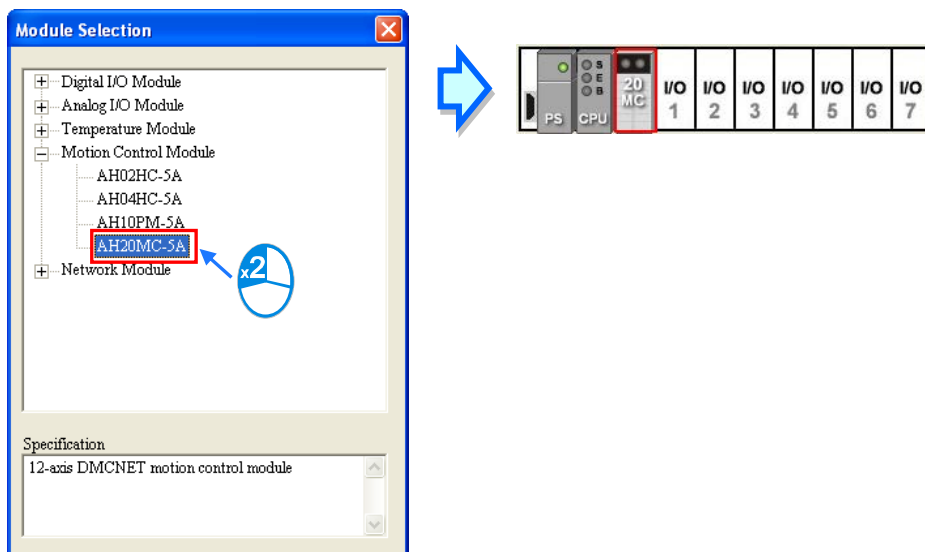 Module Selection
Digital I/O Module
Analog I/O Module
Temperature Module
Motion Control Module
AH02HC-5A
AH04HC-5A
AH10PM-5A
AH20MC-5A
Network Module
x2
Specification
12-axis DMCNET motion control module
PS
CPU
S
E
B
20
MC
I/O I/O I/O I/O I/O I/O I/O
1 2 3 4 5 6 7